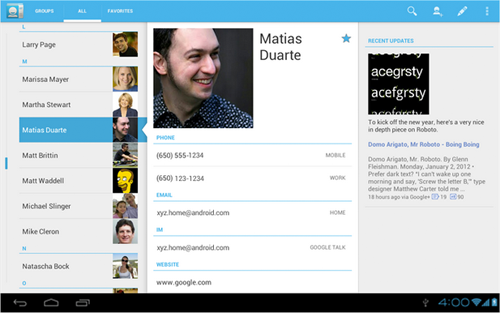 GROUPS
ALL
FAVORITES
L
Larry Page
M
Marissa Mayer
Martha Stewart
Matias Duarte
Matt Brittin
Matt Waddell
Michael Slinger
Mike Cleron
N
Natascha Bock
O
Matias
Duarte
PHONE
(650) 555-1234 MOBILE
(650) 123-1234 WORK
EMAIL
xyz.home@android.com HOME
IM
xyz.home@android.com GOOGLE TALK
WEBSITE
www.google.com
RECENT UPDATES
acegrsty
acefgrsty
acegrsty
To kick off the new year, here's a very nice
in depth piece on Roboto.
Domo Arigato, Mr Roboto - Boing Boing
Domo Arigato, Mr. Roboto. By Glenn
Fleishman. Monday, January 2, 2012 •
Prefer dark text? "I can't wake up one
morning and say, 'Screw the letter B,'" type
designer Matthew Carter told me ...
18 hours ago via Google+ 19 90
4:00